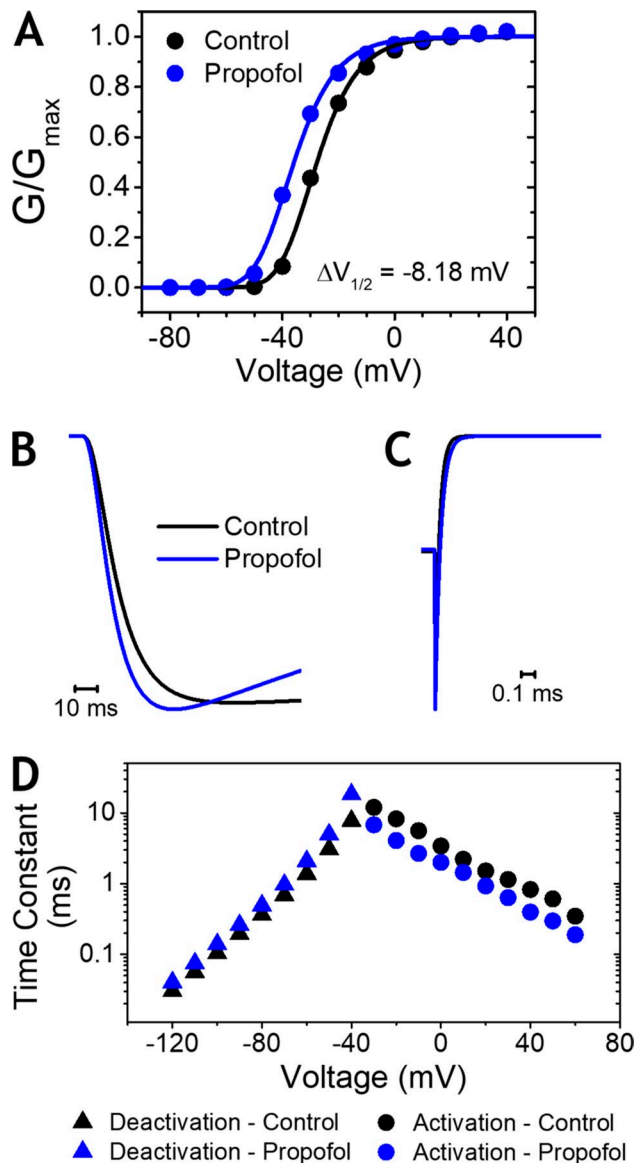 A
1.0
0.8
0.6
0.4
0.2
0.0
G/Gmax
Control
Propofol
ΔV1/2 = -8.18 mV
-80 -40 0 40
Voltage (mV)
B
C
Control
Propofol
10 ms
0.1 ms
D
10
1
0.1
Time Constant
(ms)
-120 -80 -40 0 40 80
Voltage (mV)
Deactivation - Control
Activation - Control
Deactivation - Propofol
Activation - Propofol